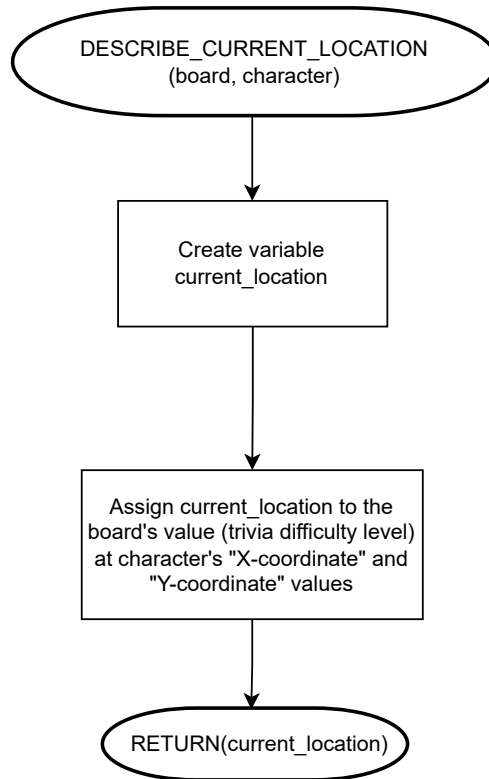 DESCRIBE_CURRENT_LOCATION
(board, character)
Create variable
current_location
Assign current_location to the
board's value (trivia difficulty level)
at character's "X-coordinate" and
"Y-coordinate" values
RETURN(current_location)